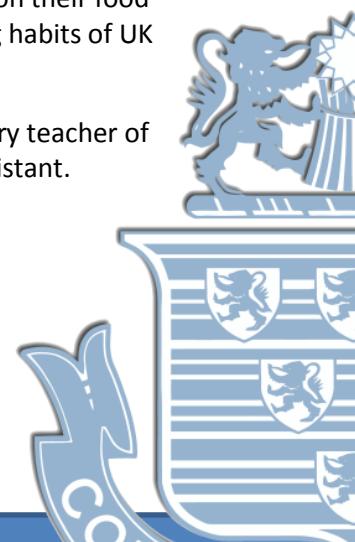 on their food
g habits of UK
ry teacher of
istant.
CO